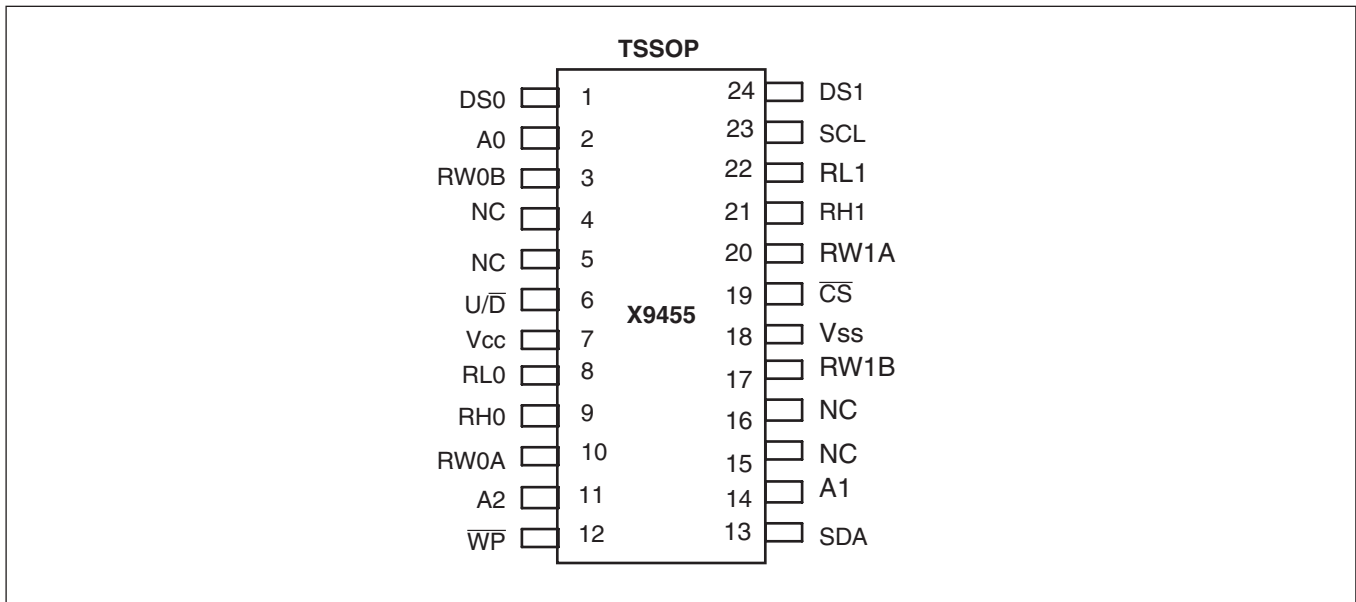 TSSOP
DS0 1 24 DS1
A0 2 23 SCL
RW0B 3 22 RL1
NC 4 21 RH1
NC 5 20 RW1A
U/D̅ 6 19 C̅S̅
X9455
Vcc 7 18 Vss
RL0 8 17 RW1B
RH0 9 16 NC
RW0A 10 15 NC
A2 11 14 A1
W̅P̅ 12 13 SDA